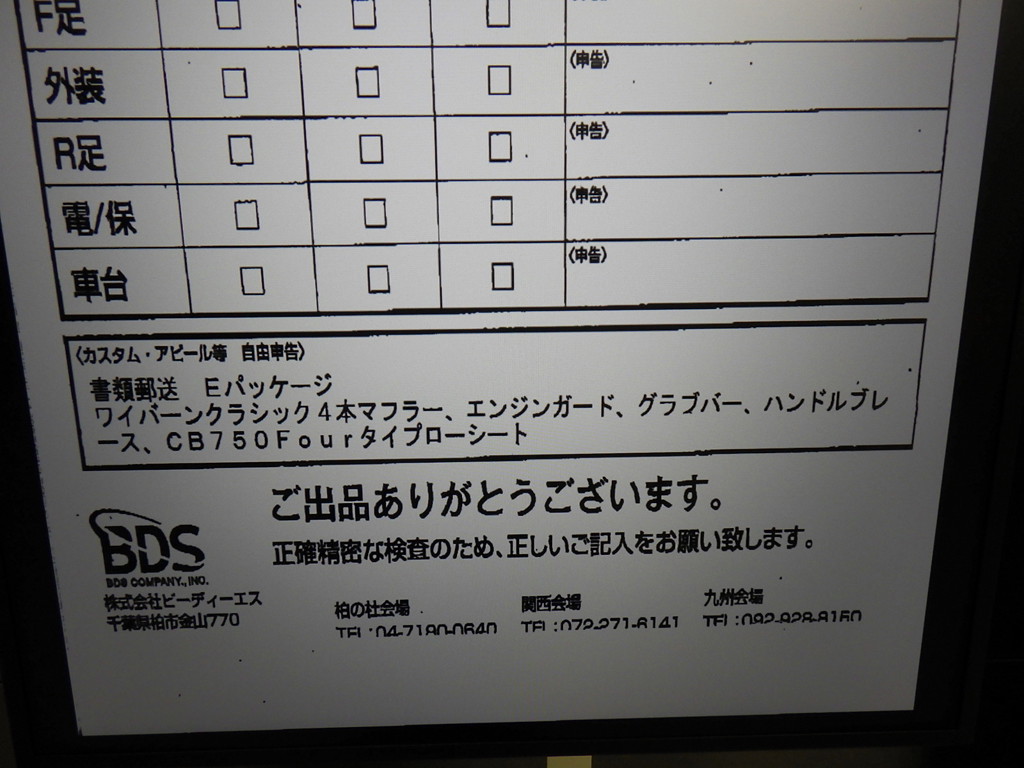 F足
外装 〈申告〉
R足 〈申告〉
電/保 〈申告〉
車台 〈申告〉
〈カスタム・アピール等 自由申告〉
書類郵送 Eパッケージ
ワイバーンクラシック4本マフラー、エンジンガード、グラブバー、ハンドルブレ
ース、CB750Fourタイプローシート
ご出品ありがとうございます。
正確精密な検査のため、正しいご記入をお願い致します。
BDS
BDS COMPANY., INC.
株式会社ビーディーエス
千葉県柏市金山770
柏の杜会場 関西会場 九州会場
TEL:04-7190-0640 TEL:072-271-6141 TEL:092-928-8150